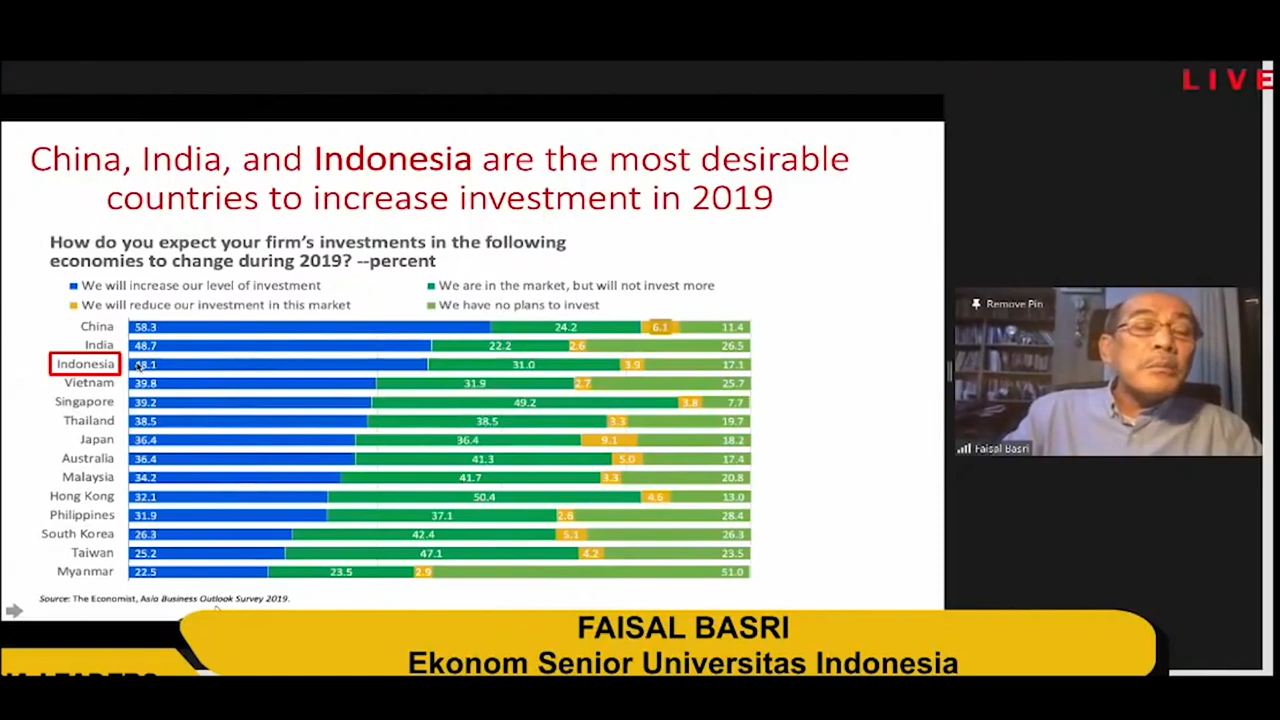 LIVE
China, India, and Indonesia are the most desirable
countries to increase investment in 2019
How do you expect your firm's investments in the following
economies to change during 2019? --percent
We will increase our level of investment
We are in the market, but will not invest more
We will reduce our investment in this market
We have no plans to invest
China 58.3 24.2 6.1 11.4
India 48.7 22.2 2.6 26.5
Indonesia 48.1 31.0 3.9 17.1
Vietnam 39.8 31.9 2.7 25.7
Singapore 39.2 49.2 3.8 7.7
Thailand 38.5 38.5 3.3 19.7
Japan 36.4 36.4 9.1 18.2
Australia 36.4 41.3 5.0 17.4
Malaysia 34.2 41.7 3.3 20.8
Hong Kong 32.1 50.4 4.6 13.0
Philippines 31.9 37.1 2.6 28.4
South Korea 26.3 42.4 5.1 26.3
Taiwan 25.2 47.1 4.2 23.5
Myanmar 22.5 23.5 2.9 51.0
Source: The Economist, Asia Business Outlook Survey 2019.
Remove Pin
Faisal Basri
FAISAL BASRI
Ekonom Senior Universitas Indonesia